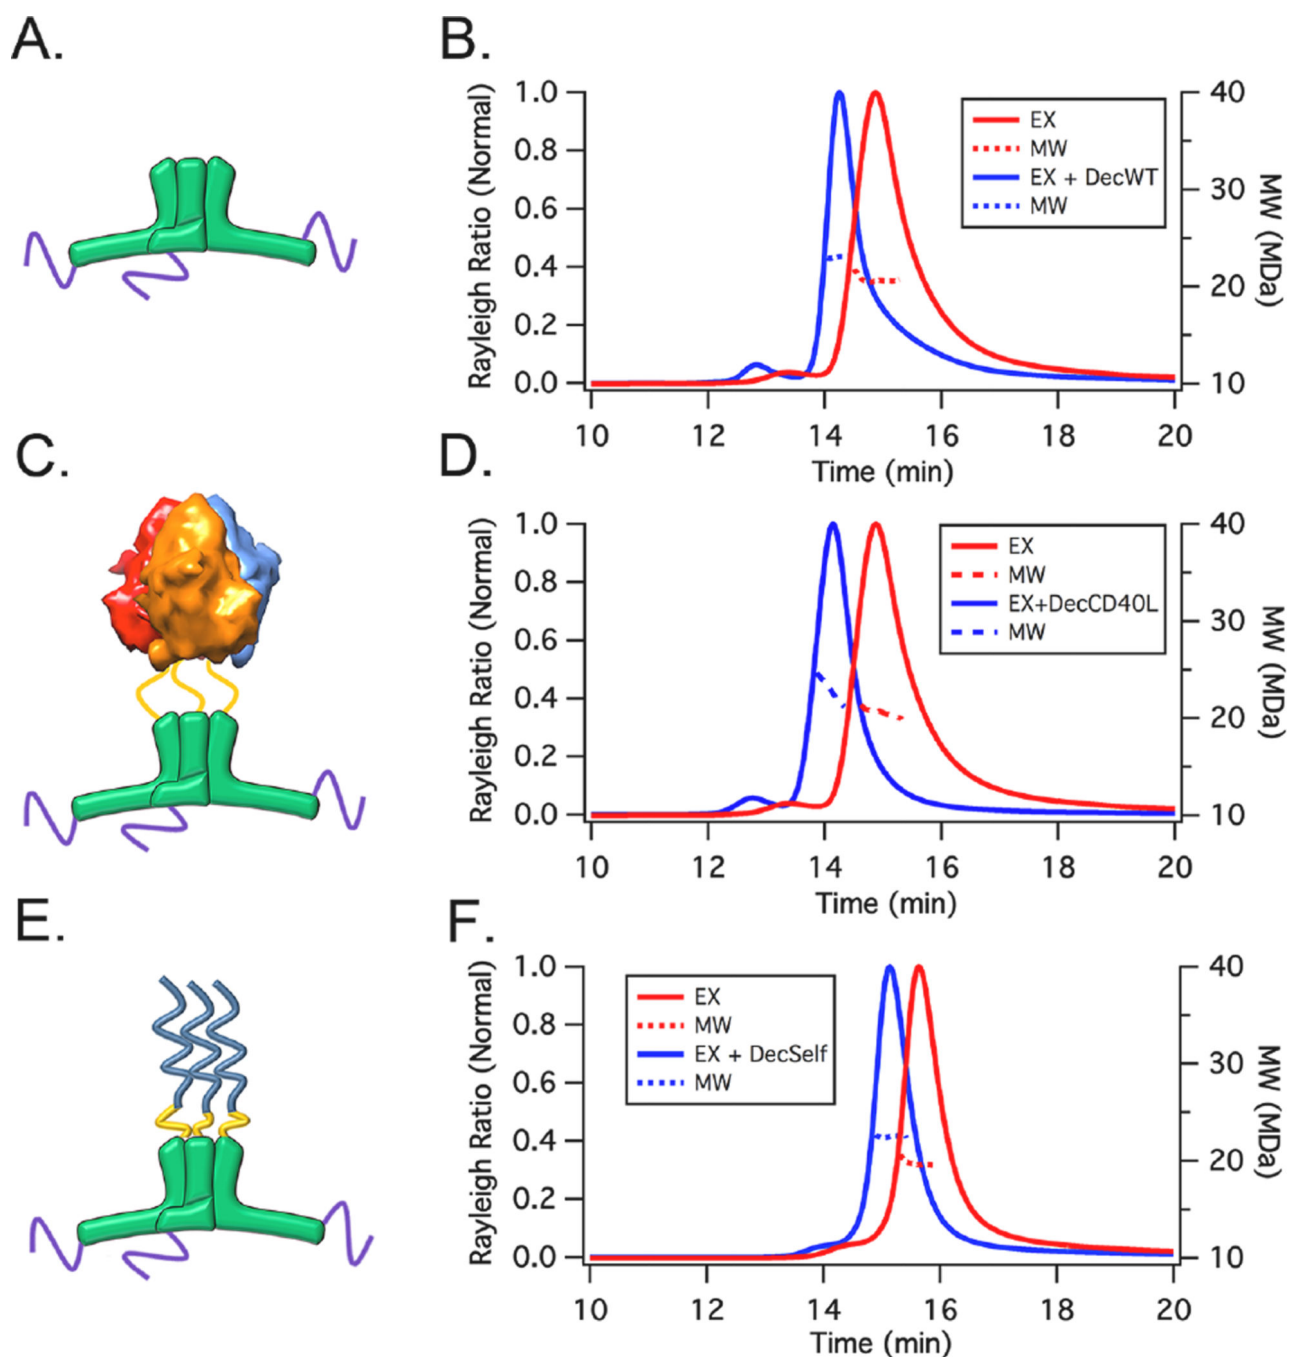 A.
B.
Rayleigh Ratio (Normal)
1.0
0.8
0.6
0.4
0.2
0.0
EX
MW
EX + DecWT
MW
40
30
20
10
MW (MDa)
10 12 14 16 18 20
Time (min)
C.
D.
Rayleigh Ratio (Normal)
1.0
0.8
0.6
0.4
0.2
0.0
EX
MW
EX+DecCD40L
MW
40
30
20
10
MW (MDa)
10 12 14 16 18 20
Time (min)
E.
F.
Rayleigh Ratio (Normal)
1.0
0.8
0.6
0.4
0.2
0.0
EX
MW
EX + DecSelf
MW
40
30
20
10
MW (MDa)
10 12 14 16 18 20
Time (min)